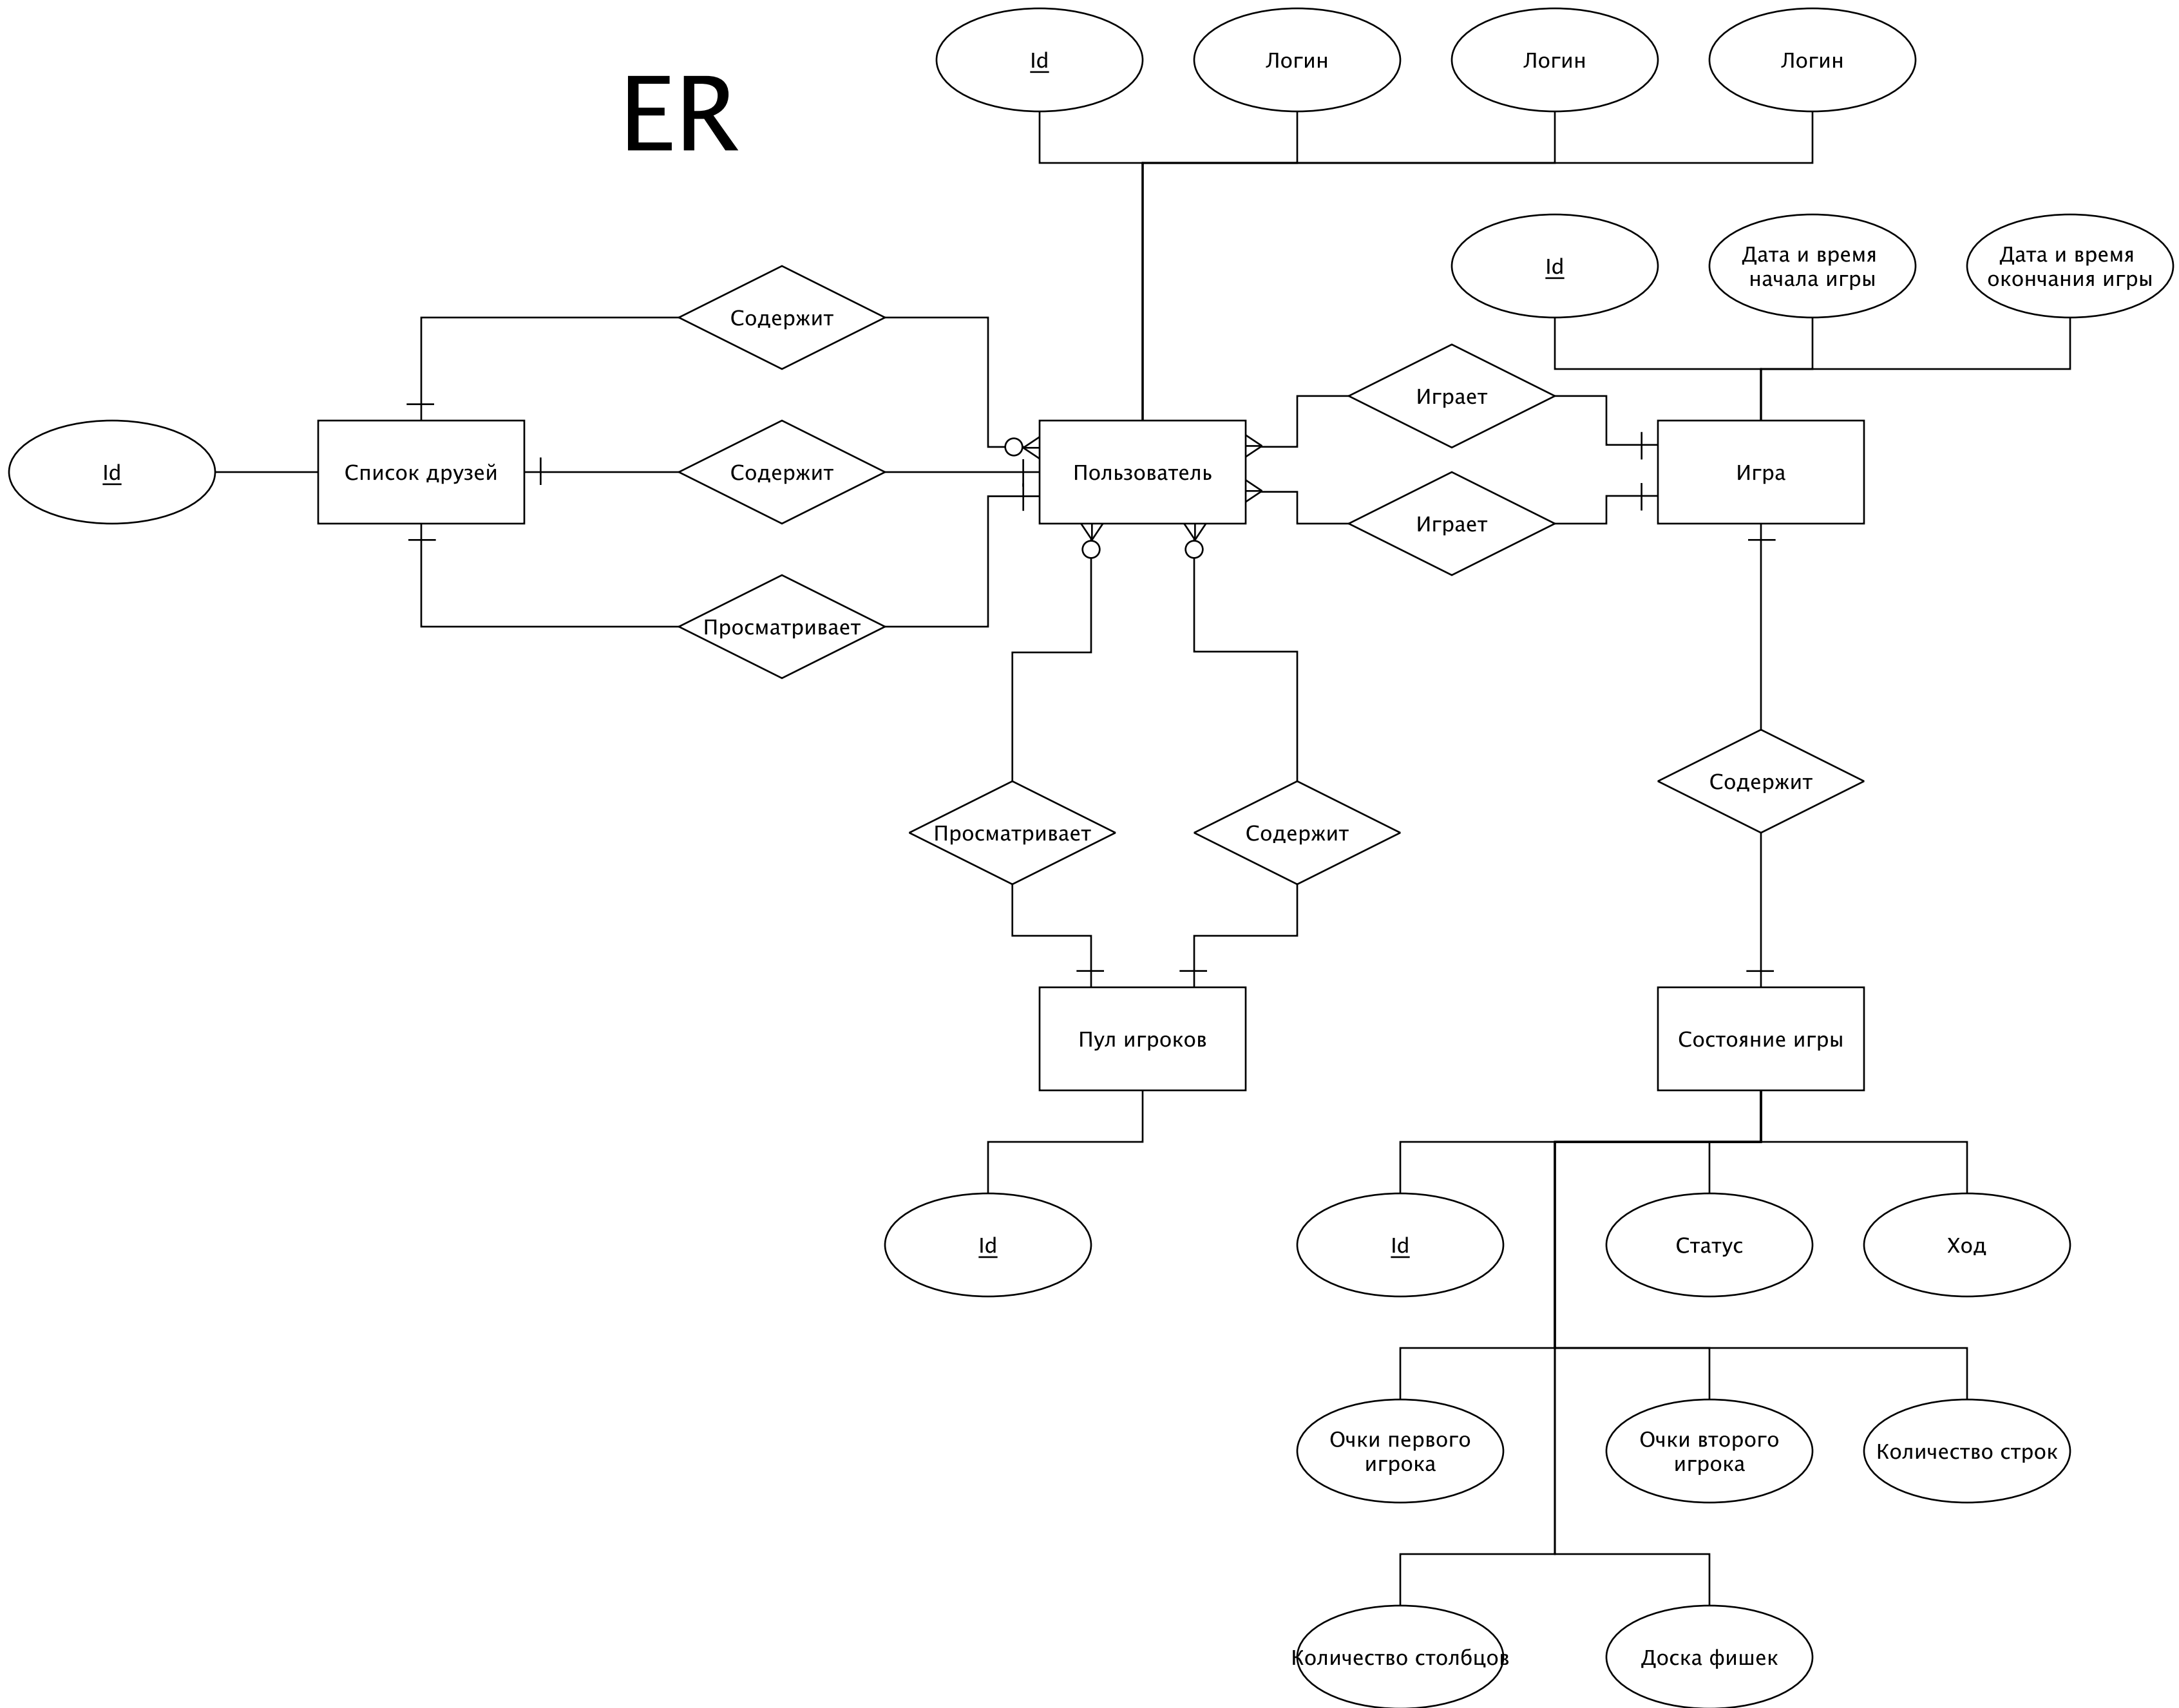 ER
Id
Логин
Логин
Логин
Id
Дата и время
начала игры
Дата и время
окончания игры
Содержит
Играет
Id
Список друзей
Содержит
Пользователь
Игра
Играет
Просматривает
Содержит
Просматривает
Содержит
Пул игроков
Состояние игры
Id
Id
Статус
Ход
Очки первого
игрока
Очки второго
игрока
Количество строк
Количество столбцов
Доска фишек